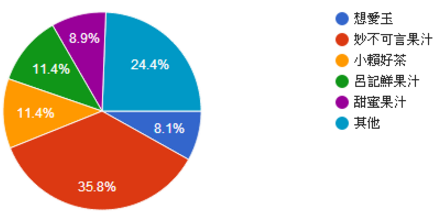 8.9%
24.4%
11.4%
11.4%
8.1%
35.8%
想愛玉
妙不可言果汁
小賴好茶
呂記鮮果汁
甜蜜果汁
其他